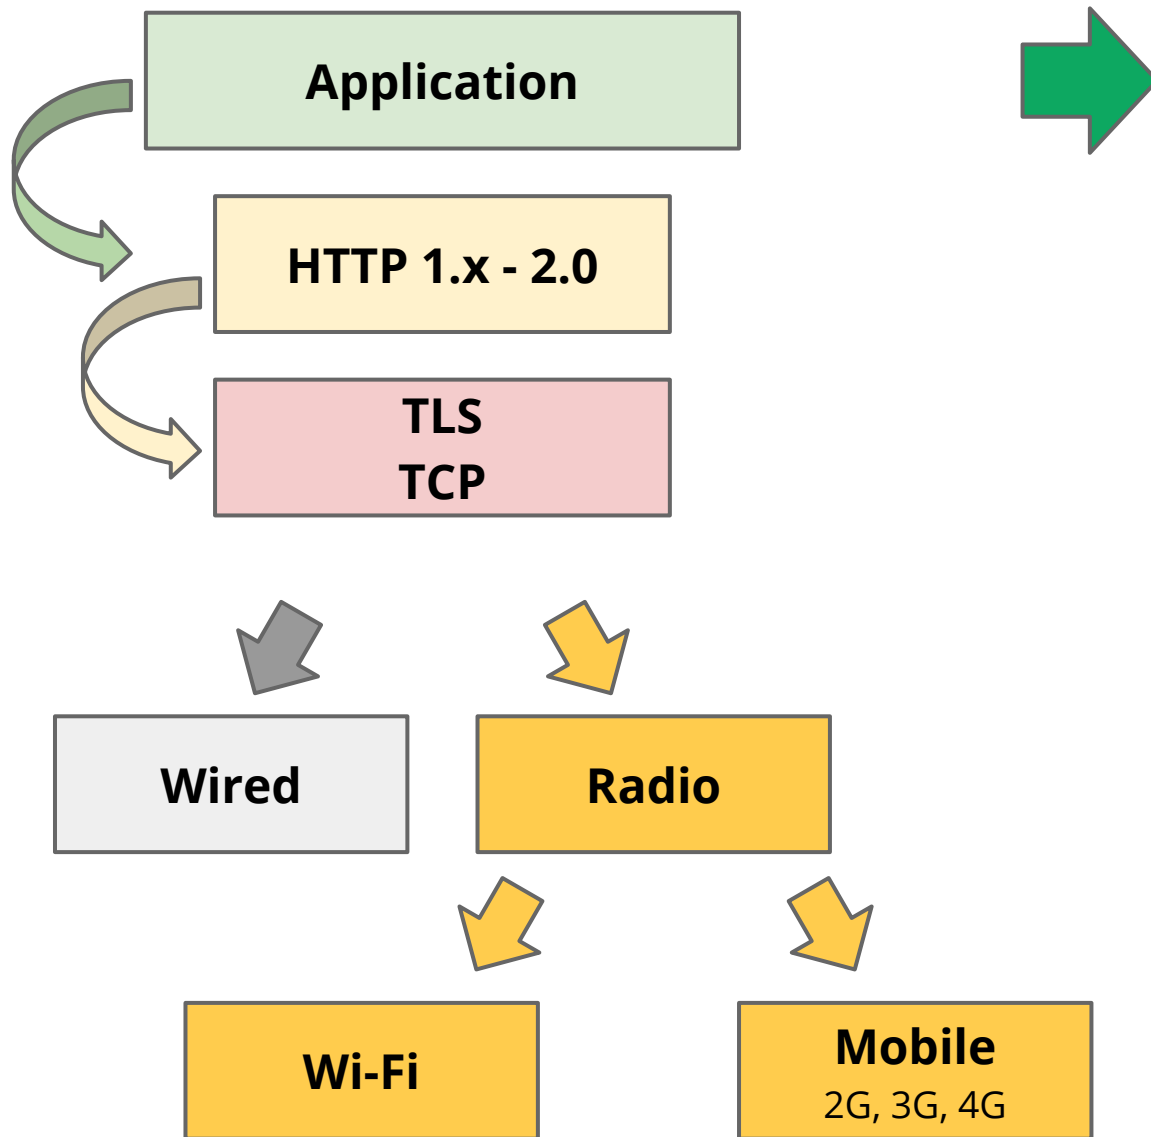 Application
HTTP 1.x - 2.0
TLS
TCP
Wired
Radio
Wi-Fi
Mobile
2G, 3G, 4G